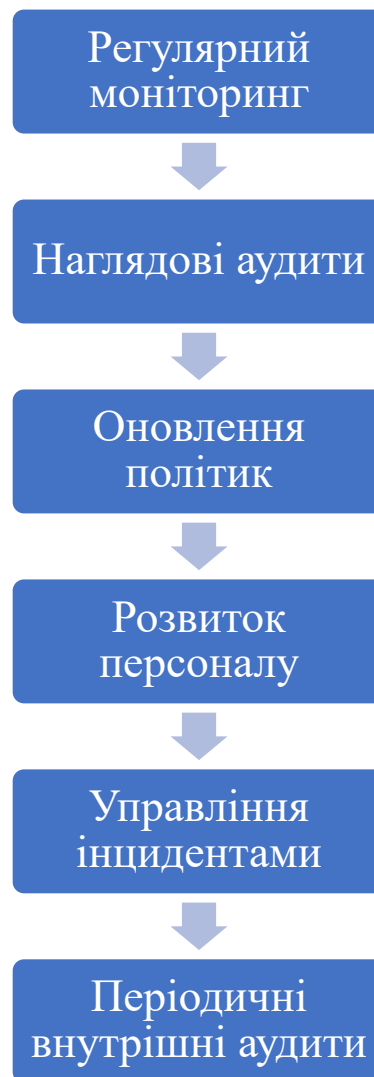 Регулярний
моніторинг
Наглядові аудити
Оновлення
політик
Розвиток
персоналу
Управління
інцидентами
Періодичні
внутрішні аудити